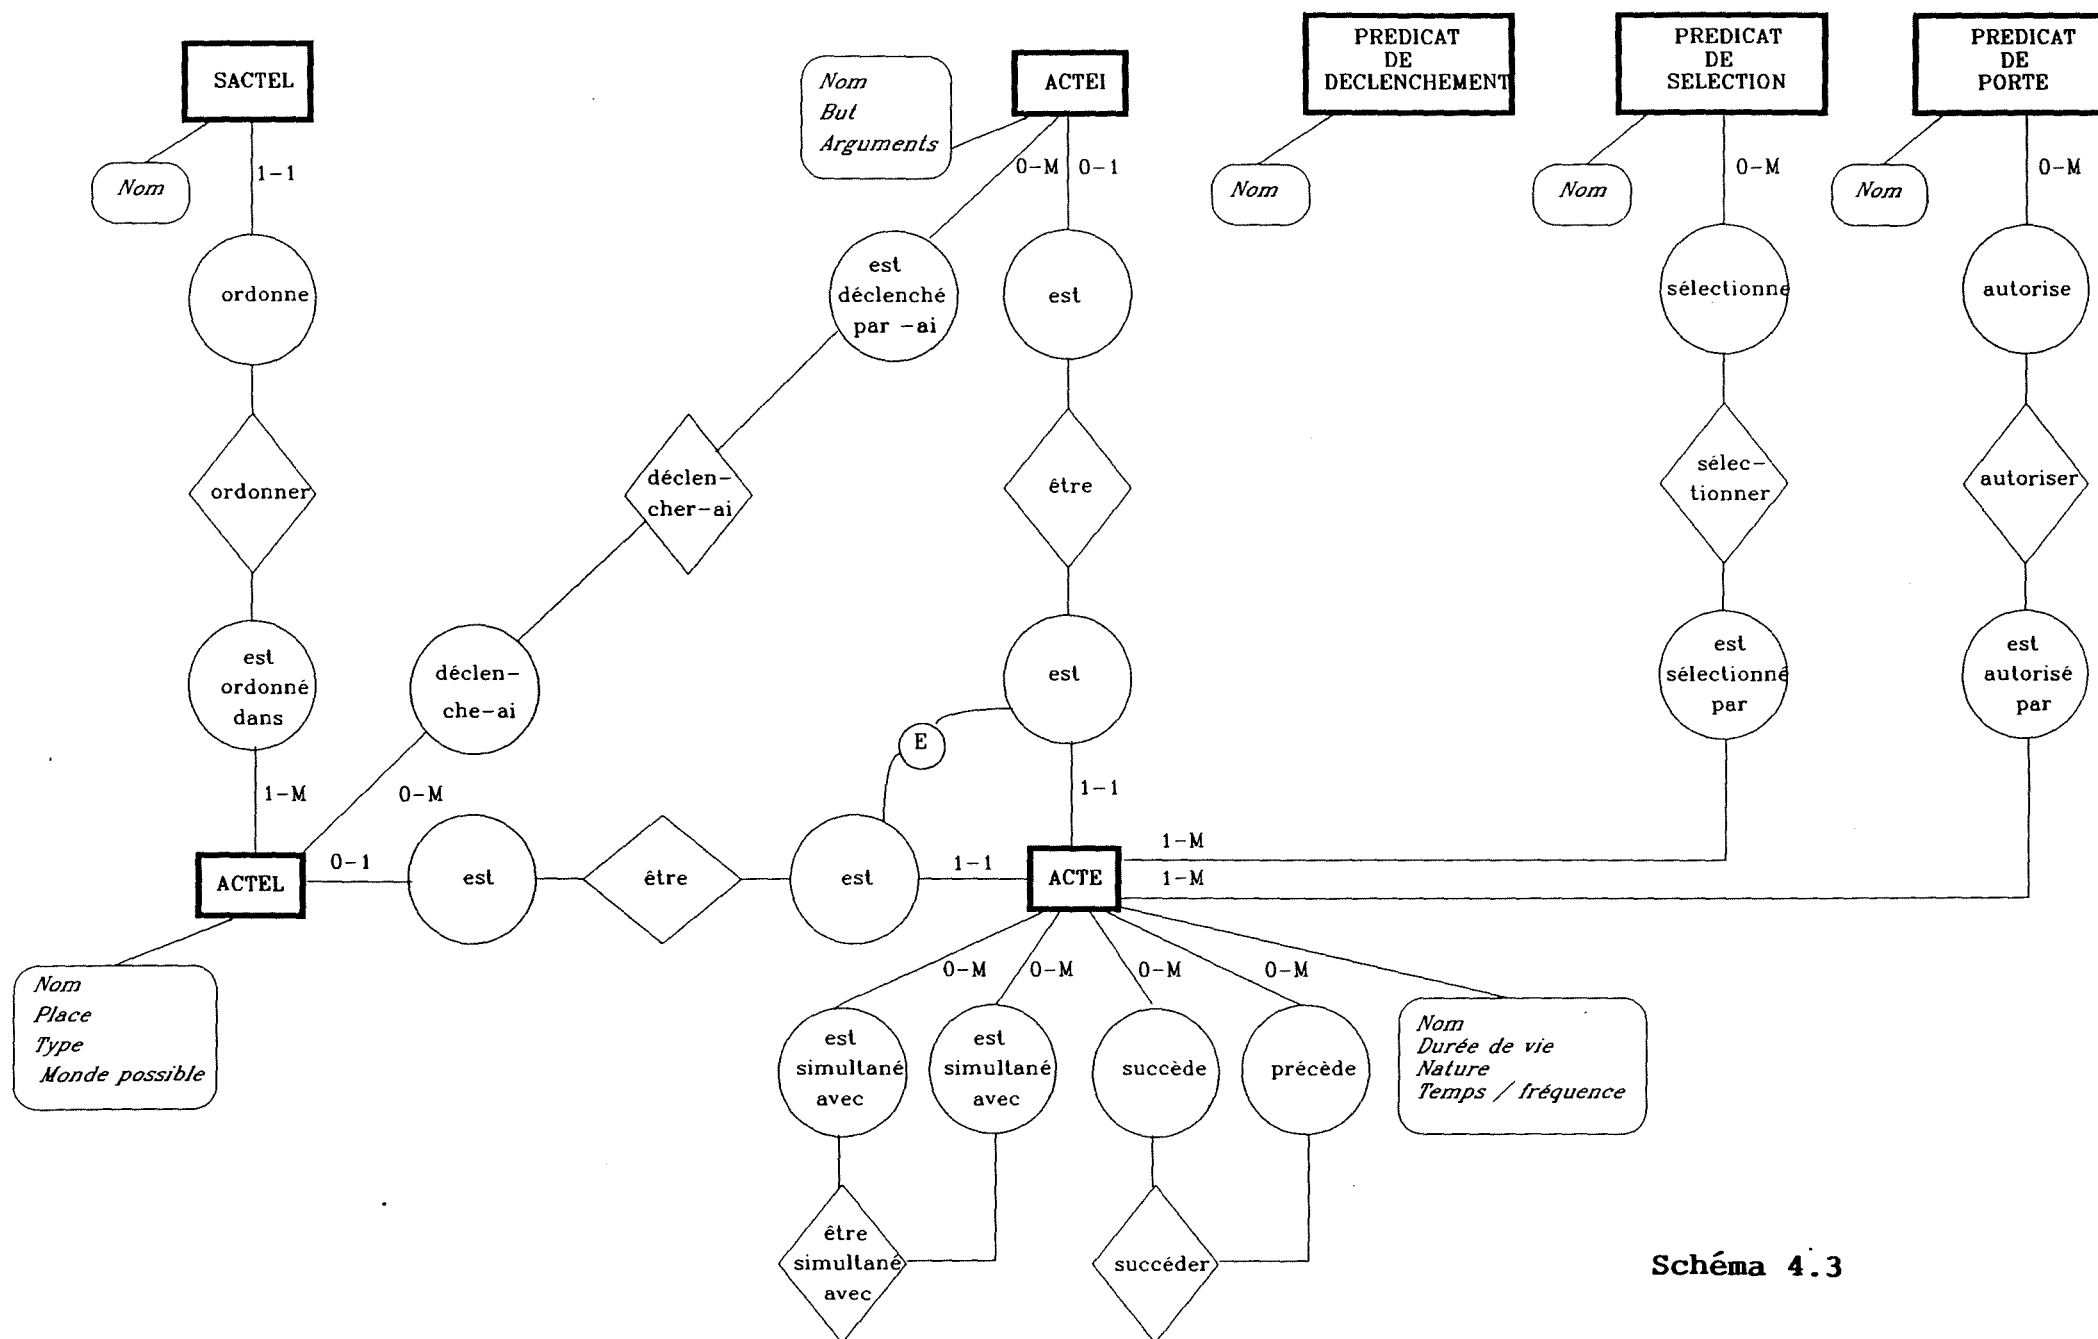 SACTEL
Nom
1-1
ordonne
ordonner
est
ordonné
dans
1-M
ACTEL
Nom
Place
Type
Monde possible
Nom
But
Arguments
ACTEI
0-M
0-1
est
déclenché
par -ai
déclen-
cher-ai
déclen-
che-ai
0-M
est
être
est
E
1-1
0-1
est
être
est
1-1
ACTE
PREDICAT
DE
DECLENCHEMENT
Nom
PREDICAT
DE
SELECTION
Nom
0-M
sélectionne
sélec-
tionner
est
sélectionné
par
1-M
PREDICAT
DE
PORTE
Nom
0-M
autorise
autoriser
est
autorisé
par
1-M
0-M
0-M
0-M
0-M
est
simultané
avec
est
simultané
avec
succède
précède
Nom
Durée de vie
Nature
Temps / fréquence
être
simultané
avec
succéder
Schéma 4.3